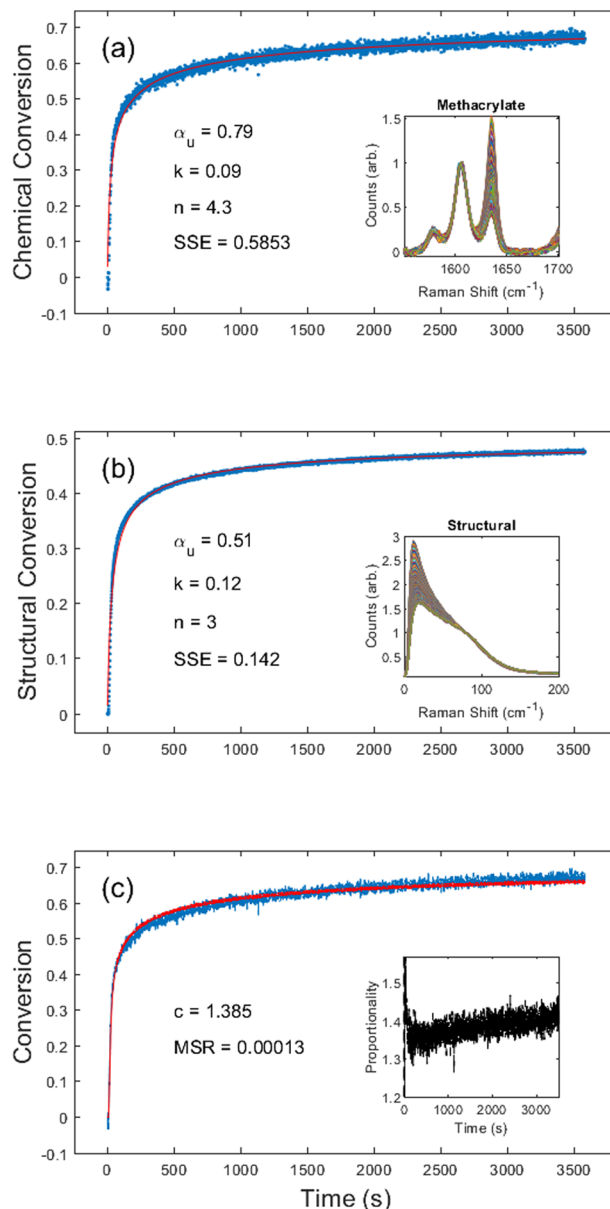 (a)
Chemical Conversion
0.7
0.6
0.5
0.4
0.3
0.2
0.1
0
-0.1
αu = 0.79
k = 0.09
n = 4.3
SSE = 0.5853
Methacrylate
Counts (arb.)
1.5
1
0.5
0
1600 1650 1700
Raman Shift (cm-1)
0 500 1000 1500 2000 2500 3000 3500
(b)
Structural Conversion
0.5
0.4
0.3
0.2
0.1
0
αu = 0.51
k = 0.12
n = 3
SSE = 0.142
Structural
Counts (arb.)
3
2.5
2
1.5
1
0.5
0 100 200
Raman Shift (cm-1)
0 500 1000 1500 2000 2500 3000 3500
(c)
Conversion
0.7
0.6
0.5
0.4
0.3
0.2
0.1
0
-0.1
c = 1.385
MSR = 0.00013
Proportionality
1.5
1.4
1.3
1.2
0 1000 2000 3000
Time (s)
0 500 1000 1500 2000 2500 3000 3500
Time (s)